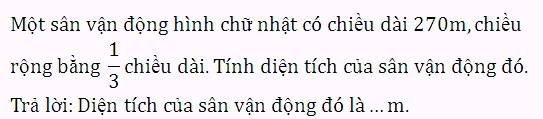 Một sân vận động hình chữ nhật có chiều dài 270m, chiều
rộng bằng 1/3 chiều dài. Tính diện tích của sân vận động đó.
Trả lời: Diện tích của sân vận động đó là ... m.